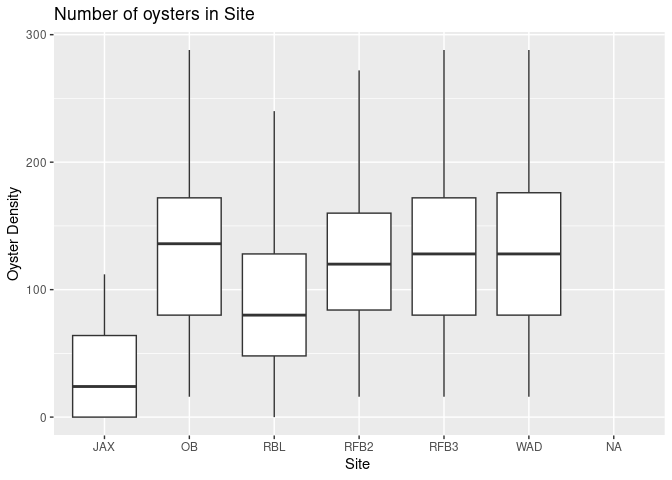 Number of oysters in Site
300
200
100
0
Oyster Density
JAX OB RBL RFB2 RFB3 WAD NA
Site